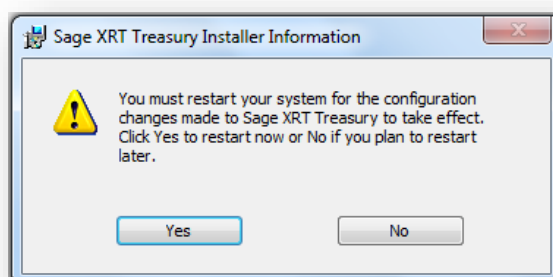 Sage XRT Treasury Installer Information
You must restart your system for the configuration
changes made to Sage XRT Treasury to take effect.
Click Yes to restart now or No if you plan to restart
later.
Yes
No